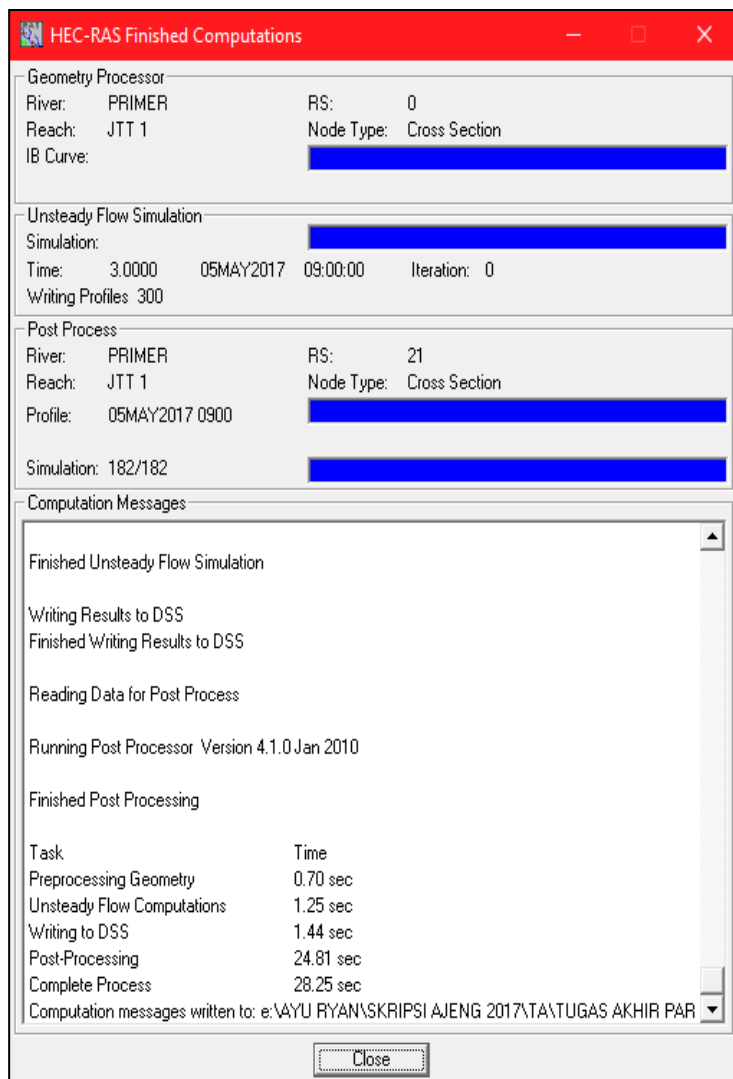 HEC-RAS Finished Computations
Geometry Processor
River: PRIMER RS: 0
Reach: JTT 1 Node Type: Cross Section
IB Curve:
Unsteady Flow Simulation
Simulation:
Time: 3.0000 05MAY2017 09:00:00 Iteration: 0
Writing Profiles 300
Post Process
River: PRIMER RS: 21
Reach: JTT 1 Node Type: Cross Section
Profile: 05MAY2017 0900
Simulation: 182/182
Computation Messages
Finished Unsteady Flow Simulation
Writing Results to DSS
Finished Writing Results to DSS
Reading Data for Post Process
Running Post Processor Version 4.1.0 Jan 2010
Finished Post Processing
Task Time
Preprocessing Geometry 0.70 sec
Unsteady Flow Computations 1.25 sec
Writing to DSS 1.44 sec
Post-Processing 24.81 sec
Complete Process 28.25 sec
Computation messages written to: e:\AYU RYAN\SKRIPSI AJENG 2017\TA\TUGAS AKHIR PAR
Close